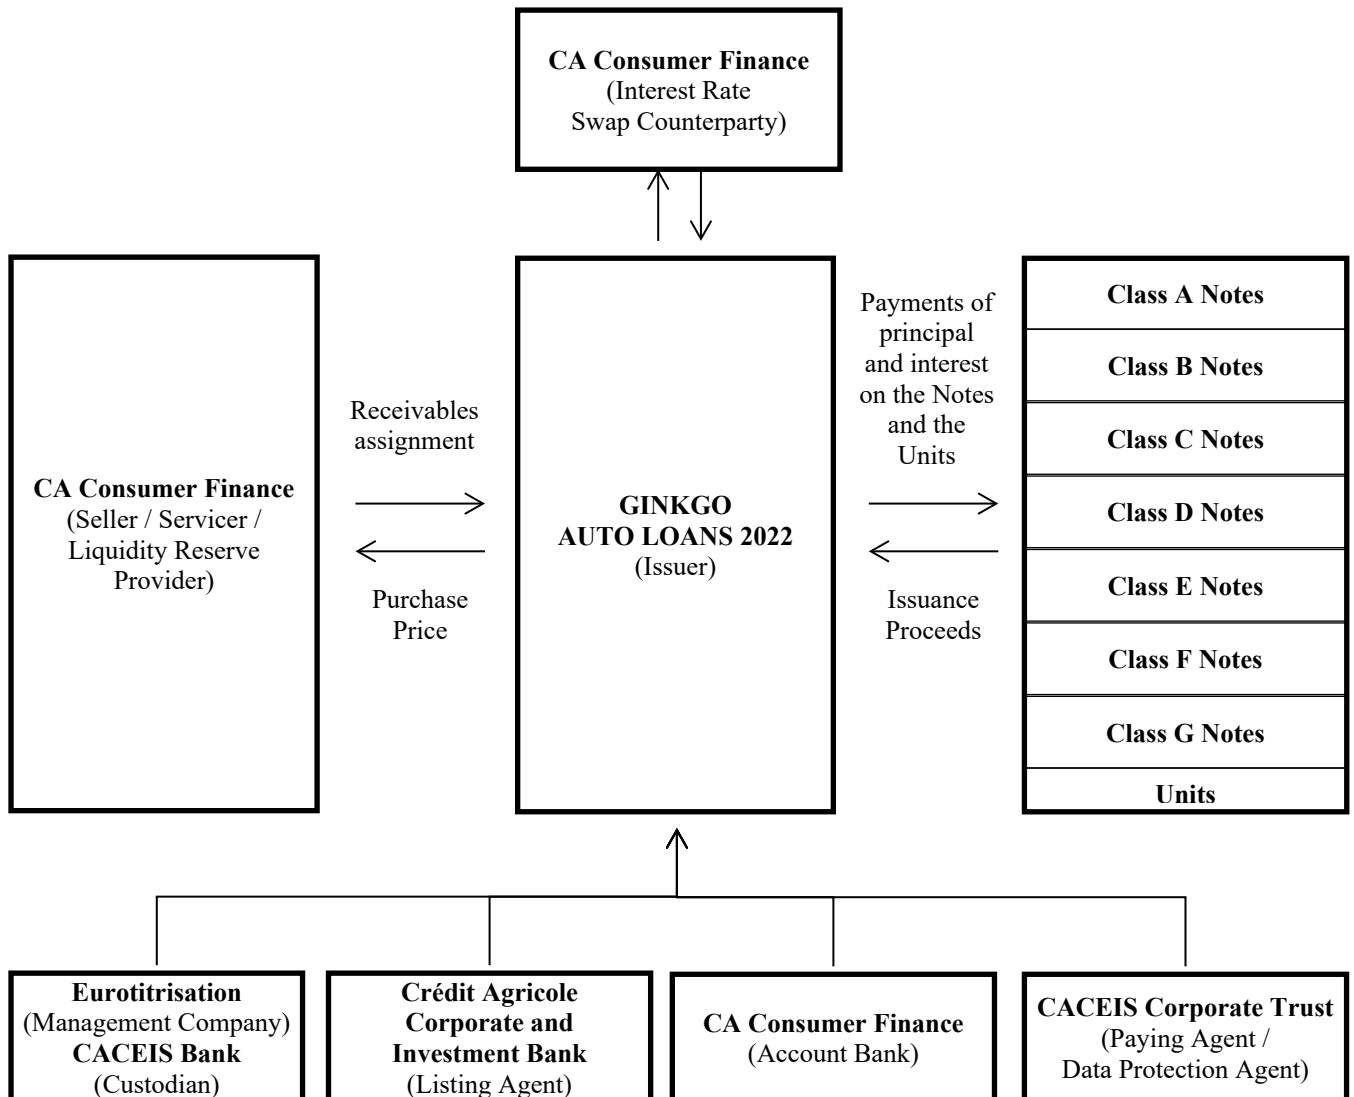 CA Consumer Finance
(Interest Rate
Swap Counterparty)
CA Consumer Finance
(Seller / Servicer /
Liquidity Reserve
Provider)
Receivables
assignment
Purchase
Price
GINKGO
AUTO LOANS 2022
(Issuer)
Payments of
principal
and interest
on the Notes
and the
Units
Issuance
Proceeds
Class A Notes
Class B Notes
Class C Notes
Class D Notes
Class E Notes
Class F Notes
Class G Notes
Units
Eurotitrisation
(Management Company)
CACEIS Bank
(Custodian)
Crédit Agricole
Corporate and
Investment Bank
(Listing Agent)
CA Consumer Finance
(Account Bank)
CACEIS Corporate Trust
(Paying Agent /
Data Protection Agent)